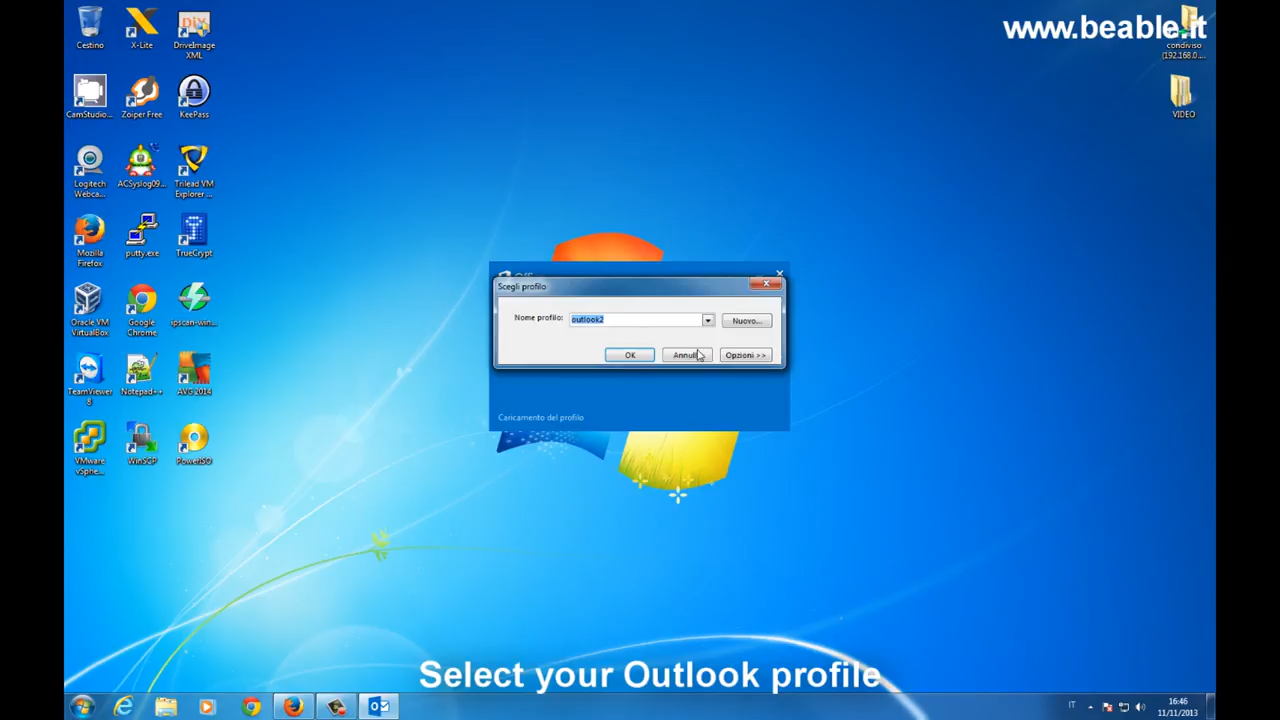 www.beable.it
Cestino
X-Lite
DriveImage
XML
condiviso
(192.168.0....
CamStudio...
Zoiper Free
KeePass
VIDEO
Logitech
Webca...
ACSyslog09...
Trilead VM
Explorer ...
Mozilla
Firefox
putty.exe
TrueCrypt
Scegli profilo
Nome profilo:
outlook2
Nuovo...
OK
Annulla
Opzioni >>
Caricamento del profilo
Oracle VM
VirtualBox
Google
Chrome
ipscan-win...
TeamViewer
8
Notepad++
AVG 2014
VMware
vSphe...
WinSCP
PowerISO
Select your Outlook profile
IT
16:46
11/11/2013